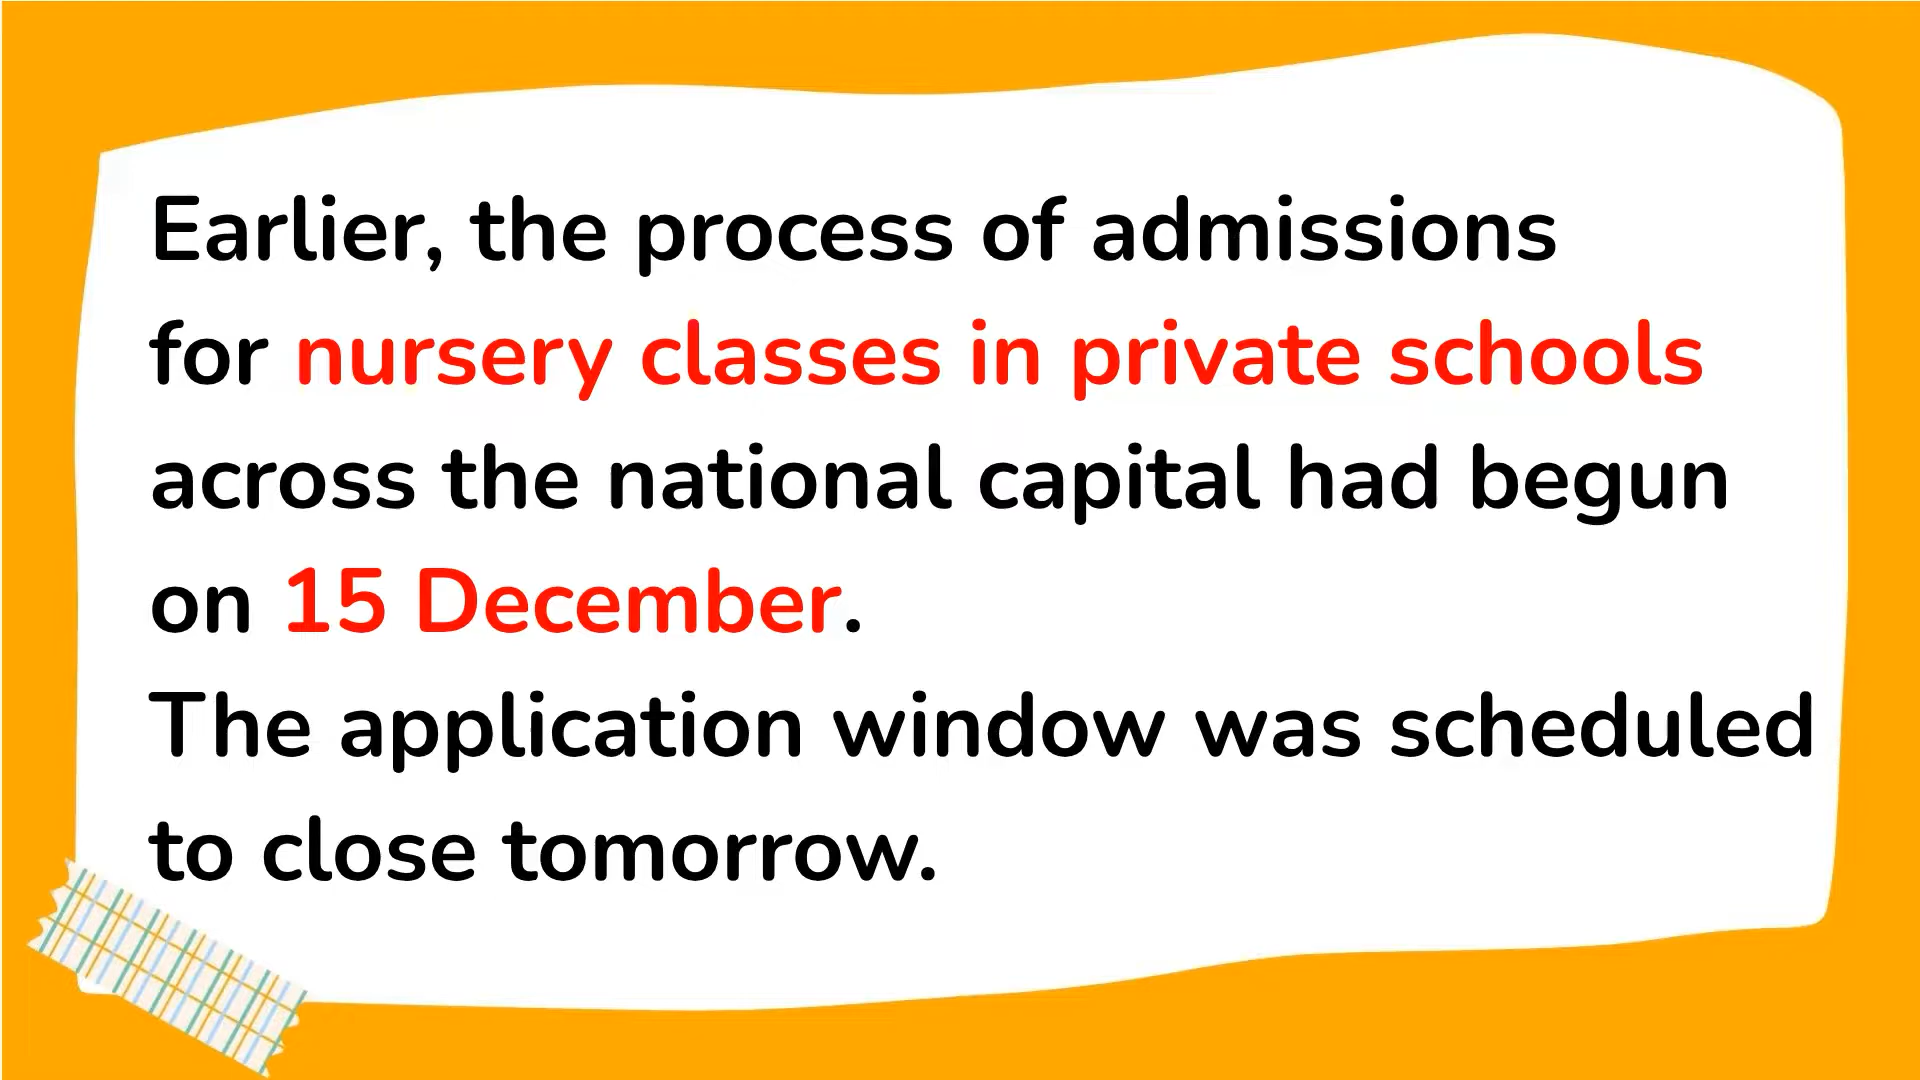 Earlier, the process of admissions
for nursery classes in private schools
across the national capital had begun
on 15 December.
The application window was scheduled
to close tomorrow.